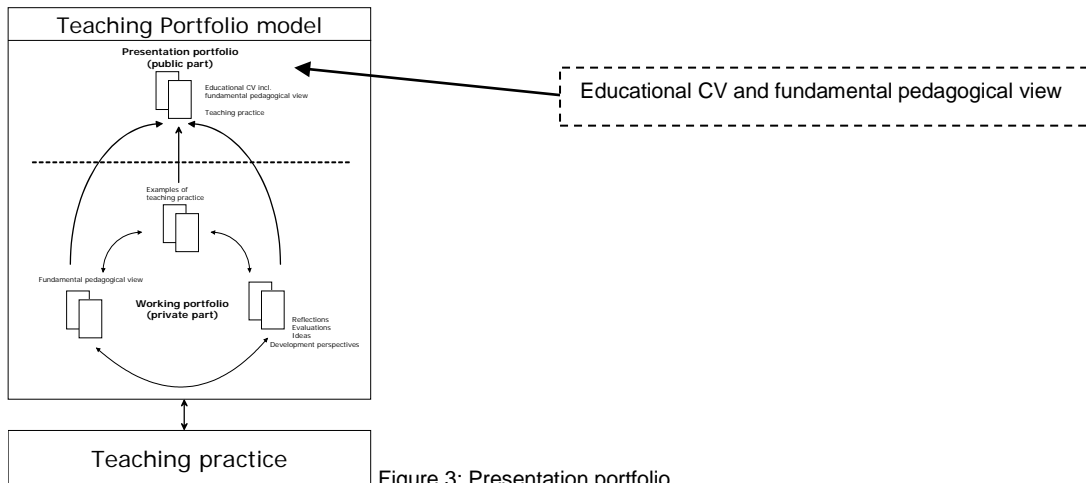 Teaching Portfolio model
Presentation portfolio
(public part)
Educational CV incl.
fundamental pedagogical view
Teaching practice
Educational CV and fundamental pedagogical view
Examples of
teaching practice
Fundamental pedagogical view
Working portfolio
(private part)
Reflections
Evaluations
Ideas
Development perspectives
Teaching practice
Figure 3: Presentation portfolio